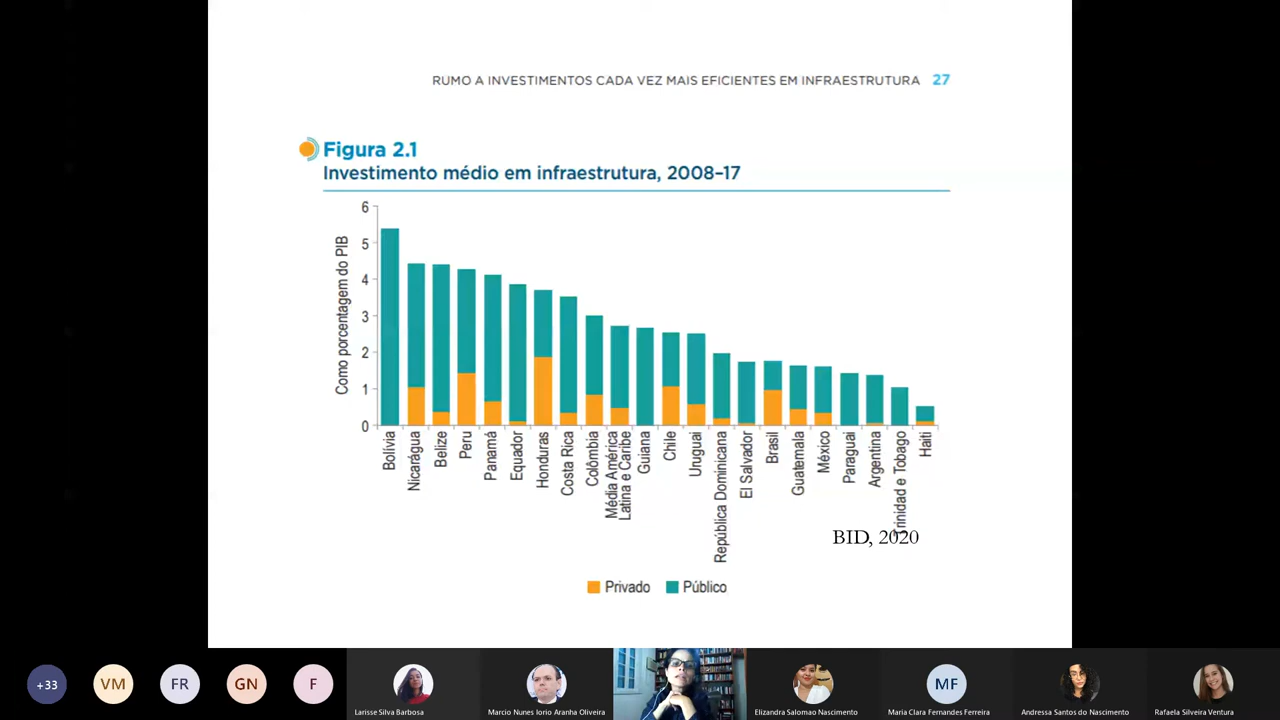 RUMO A INVESTIMENTOS CADA VEZ MAIS EFICIENTES EM INFRAESTRUTURA 27
Figura 2.1
Investimento médio em infraestrutura, 2008–17
Como porcentagem do PIB
6
5
4
3
2
1
0
Bolívia
Nicarágua
Belize
Peru
Panamá
Equador
Honduras
Costa Rica
Colômbia
Média América
Latina e Caribe
Guiana
Chile
Uruguai
República Dominicana
El Salvador
Brasil
Guatemala
México
Paraguai
Argentina
Trinidad e Tobago
Haiti
BID, 2020
Privado
Público
+33
VM
FR
GN
F
MF
Larisse Silva Barbosa
Marcio Nunes Iorio Aranha Oliveira
Elizandra Salomao Nascimento
Maria Clara Fernandes Ferreira
Andressa Santos do Nascimento
Rafaela Silveira Ventura